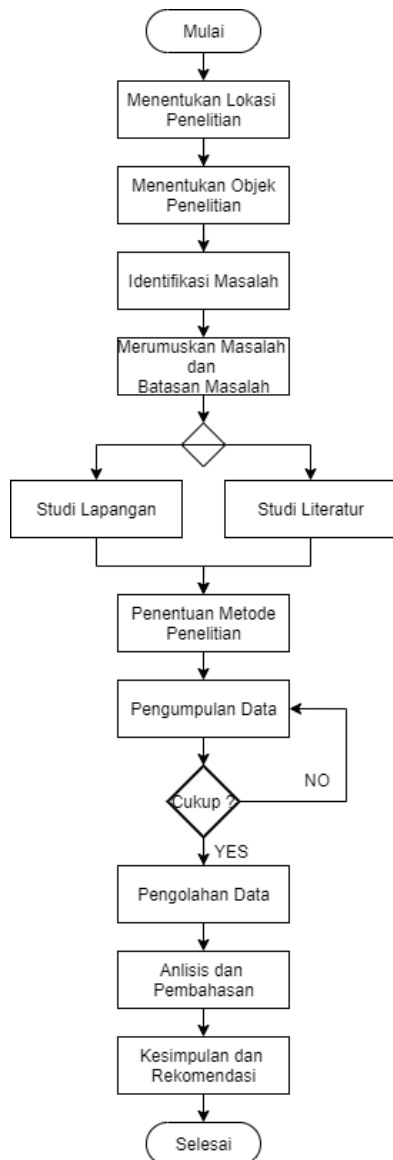 Mulai
Menentukan Lokasi
Penelitian
Menentukan Objek
Penelitian
Identifikasi Masalah
Merumuskan Masalah
dan
Batasan Masalah
Studi Lapangan
Studi Literatur
Penentuan Metode
Penelitian
Pengumpulan Data
Cukup ?
NO
YES
Pengolahan Data
Anlisis dan
Pembahasan
Kesimpulan dan
Rekomendasi
Selesai